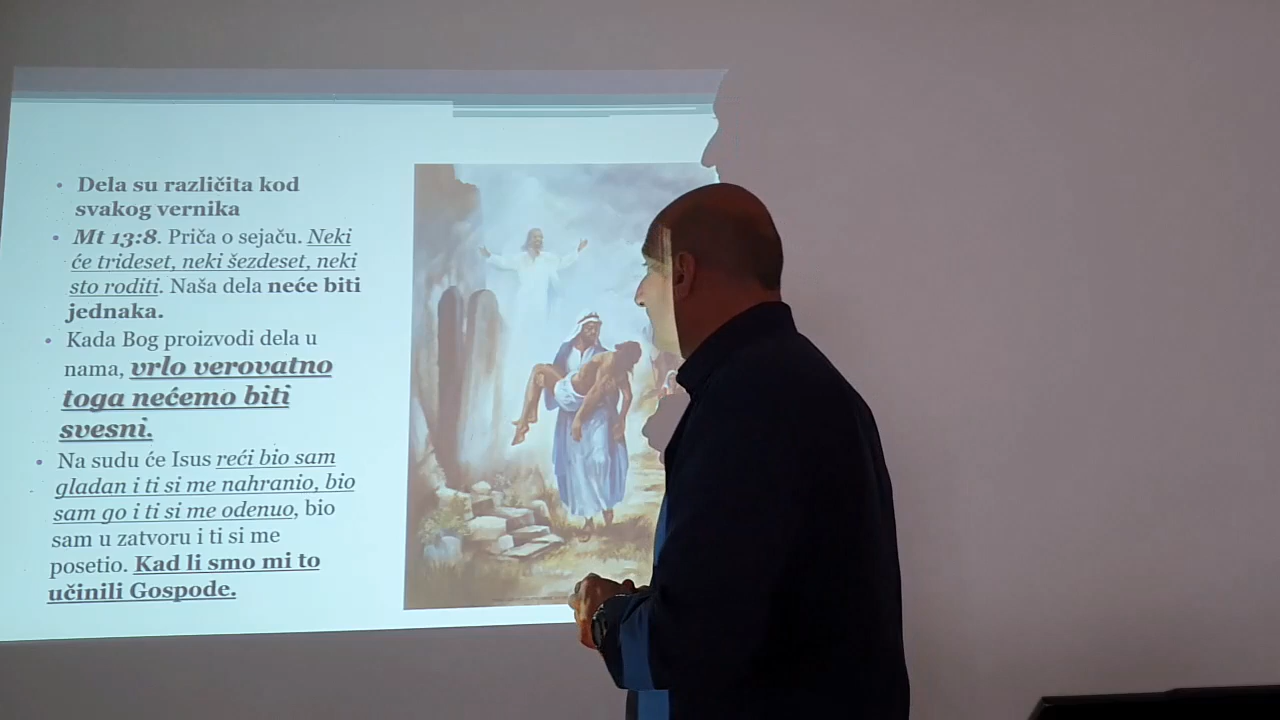 • Dela su različita kod
svakog vernika
• Mt 13:8. Priča o sejaču. Neki
će trideset, neki šezdeset, neki
sto roditi. Naša dela neće biti
jednaka.
• Kada Bog proizvodi dela u
nama, vrlo verovatno
toga nećemo biti
svesni.
• Na sudu će Isus reći bio sam
gladan i ti si me nahranio, bio
sam go i ti si me odenuo, bio
sam u zatvoru i ti si me
posetio. Kad li smo mi to
učinili Gospode.